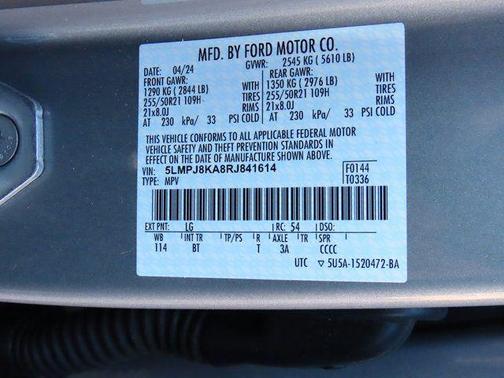 MFD. BY FORD MOTOR CO.
DATE: 04/24 GVWR: 2545 KG ( 5610 LB)
FRONT GAWR: REAR GAWR:
1290 KG ( 2844 LB) WITH 1350 KG ( 2976 LB) WITH
255/50R21 109H TIRES 255/50R21 109H TIRES
21x8.0J RIMS 21x8.0J RIMS
AT 230 kPa/ 33 PSI COLD AT 230 kPa/ 33 PSI COLD
THIS VEHICLE CONFORMS TO ALL APPLICABLE FEDERAL MOTOR
VEHICLE SAFETY AND THEFT PREVENTION STANDARDS IN EFFECT
ON THE DATE OF MANUFACTURE SHOWN ABOVE.
VIN: 5LMPJ8KA8RJ841614 F0144
TYPE: MPV T0336
EXT PNT: LG RC: 54 DSO:
WB INT TR TP/PS R AXLE TR SPR
114 BT T 3A CCCC
UTC ▽5U5A-1520472-BA